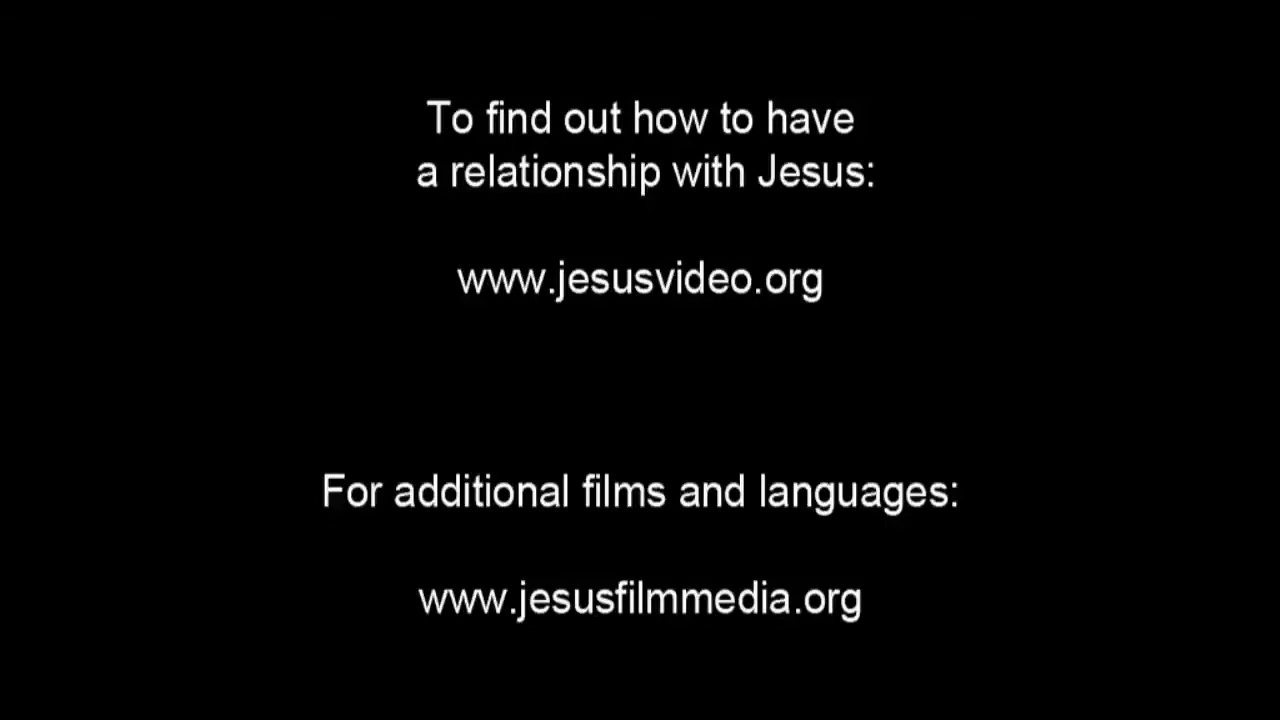 To find out how to have
a relationship with Jesus:
www.jesusvideo.org
For additional films and languages:
www.jesusfilmmedia.org